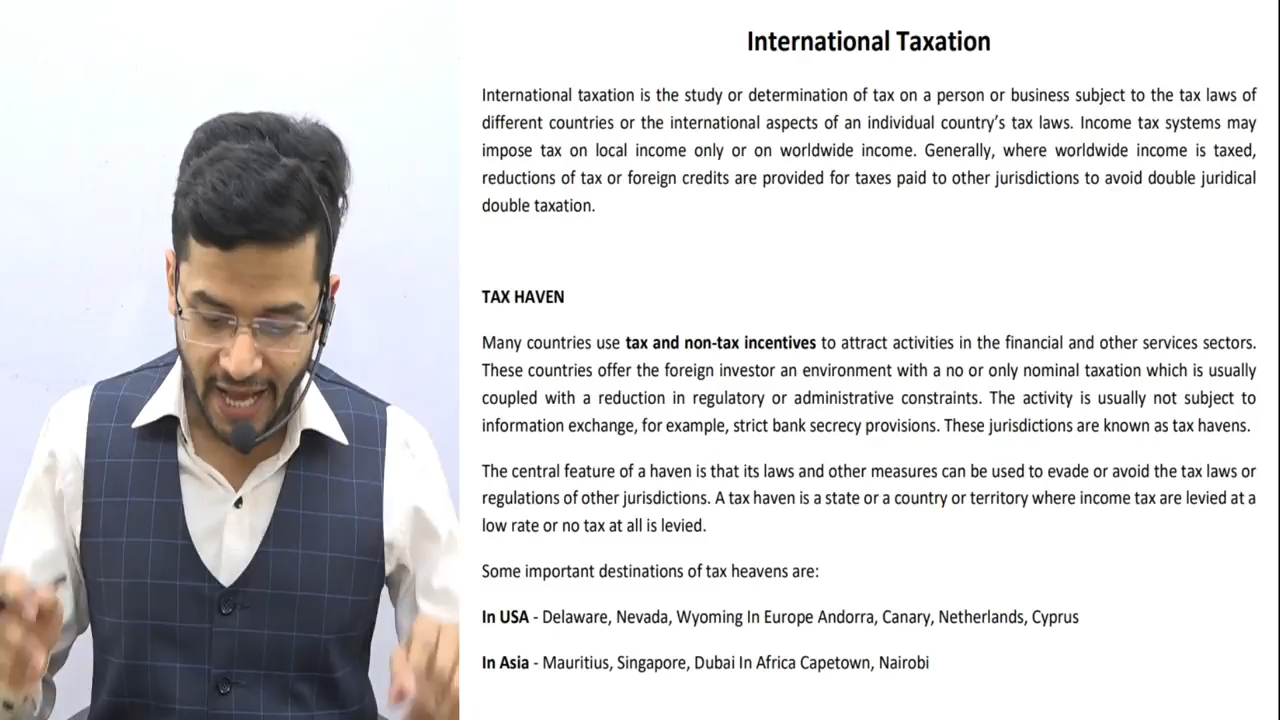 International Taxation
International taxation is the study or determination of tax on a person or business subject to the tax laws of
different countries or the international aspects of an individual country's tax laws. Income tax systems may
impose tax on local income only or on worldwide income. Generally, where worldwide income is taxed,
reductions of tax or foreign credits are provided for taxes paid to other jurisdictions to avoid double juridical
double taxation.
TAX HAVEN
Many countries use tax and non-tax incentives to attract activities in the financial and other services sectors.
These countries offer the foreign investor an environment with a no or only nominal taxation which is usually
coupled with a reduction in regulatory or administrative constraints. The activity is usually not subject to
information exchange, for example, strict bank secrecy provisions. These jurisdictions are known as tax havens.
The central feature of a haven is that its laws and other measures can be used to evade or avoid the tax laws or
regulations of other jurisdictions. A tax haven is a state or a country or territory where income tax are levied at a
low rate or no tax at all is levied.
Some important destinations of tax heavens are:
In USA - Delaware, Nevada, Wyoming In Europe Andorra, Canary, Netherlands, Cyprus
In Asia - Mauritius, Singapore, Dubai In Africa Capetown, Nairobi